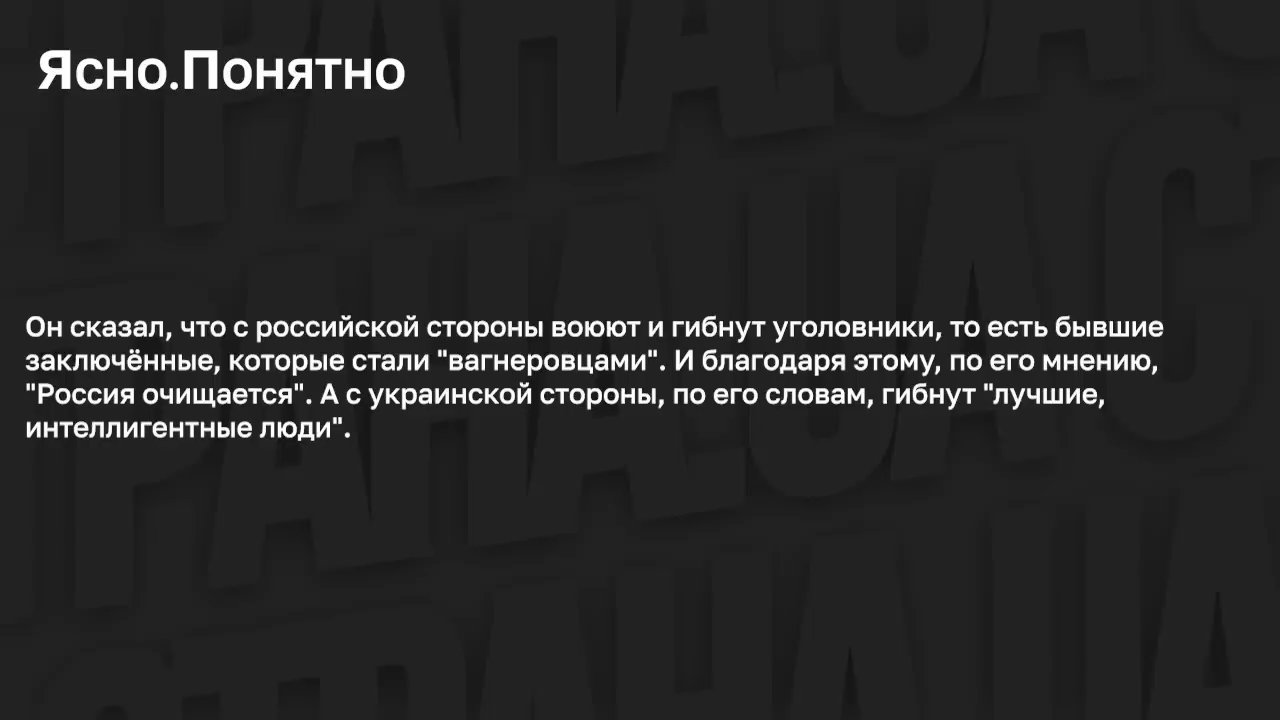 Ясно.Понятно
Он сказал, что с российской стороны воюют и гибнут уголовники, то есть бывшие
заключённые, которые стали "вагнеровцами". И благодаря этому, по его мнению,
"Россия очищается". А с украинской стороны, по его словам, гибнут "лучшие,
интеллигентные люди".